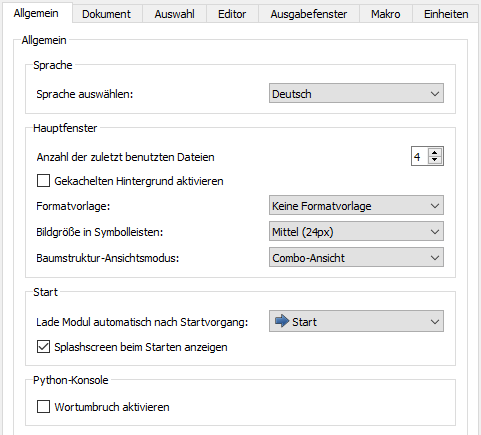 Allgemein Dokument Auswahl Editor Ausgabefenster Makro Einheiten
Allgemein
Sprache
Sprache auswählen: Deutsch
Hauptfenster
Anzahl der zuletzt benutzten Dateien 4
Gekachelten Hintergrund aktivieren
Formatvorlage: Keine Formatvorlage
Bildgröße in Symbolleisten: Mittel (24px)
Baumstruktur-Ansichtsmodus: Combo-Ansicht
Start
Lade Modul automatisch nach Startvorgang: Start
Splashscreen beim Starten anzeigen
Python-Konsole
Wortumbruch aktivieren